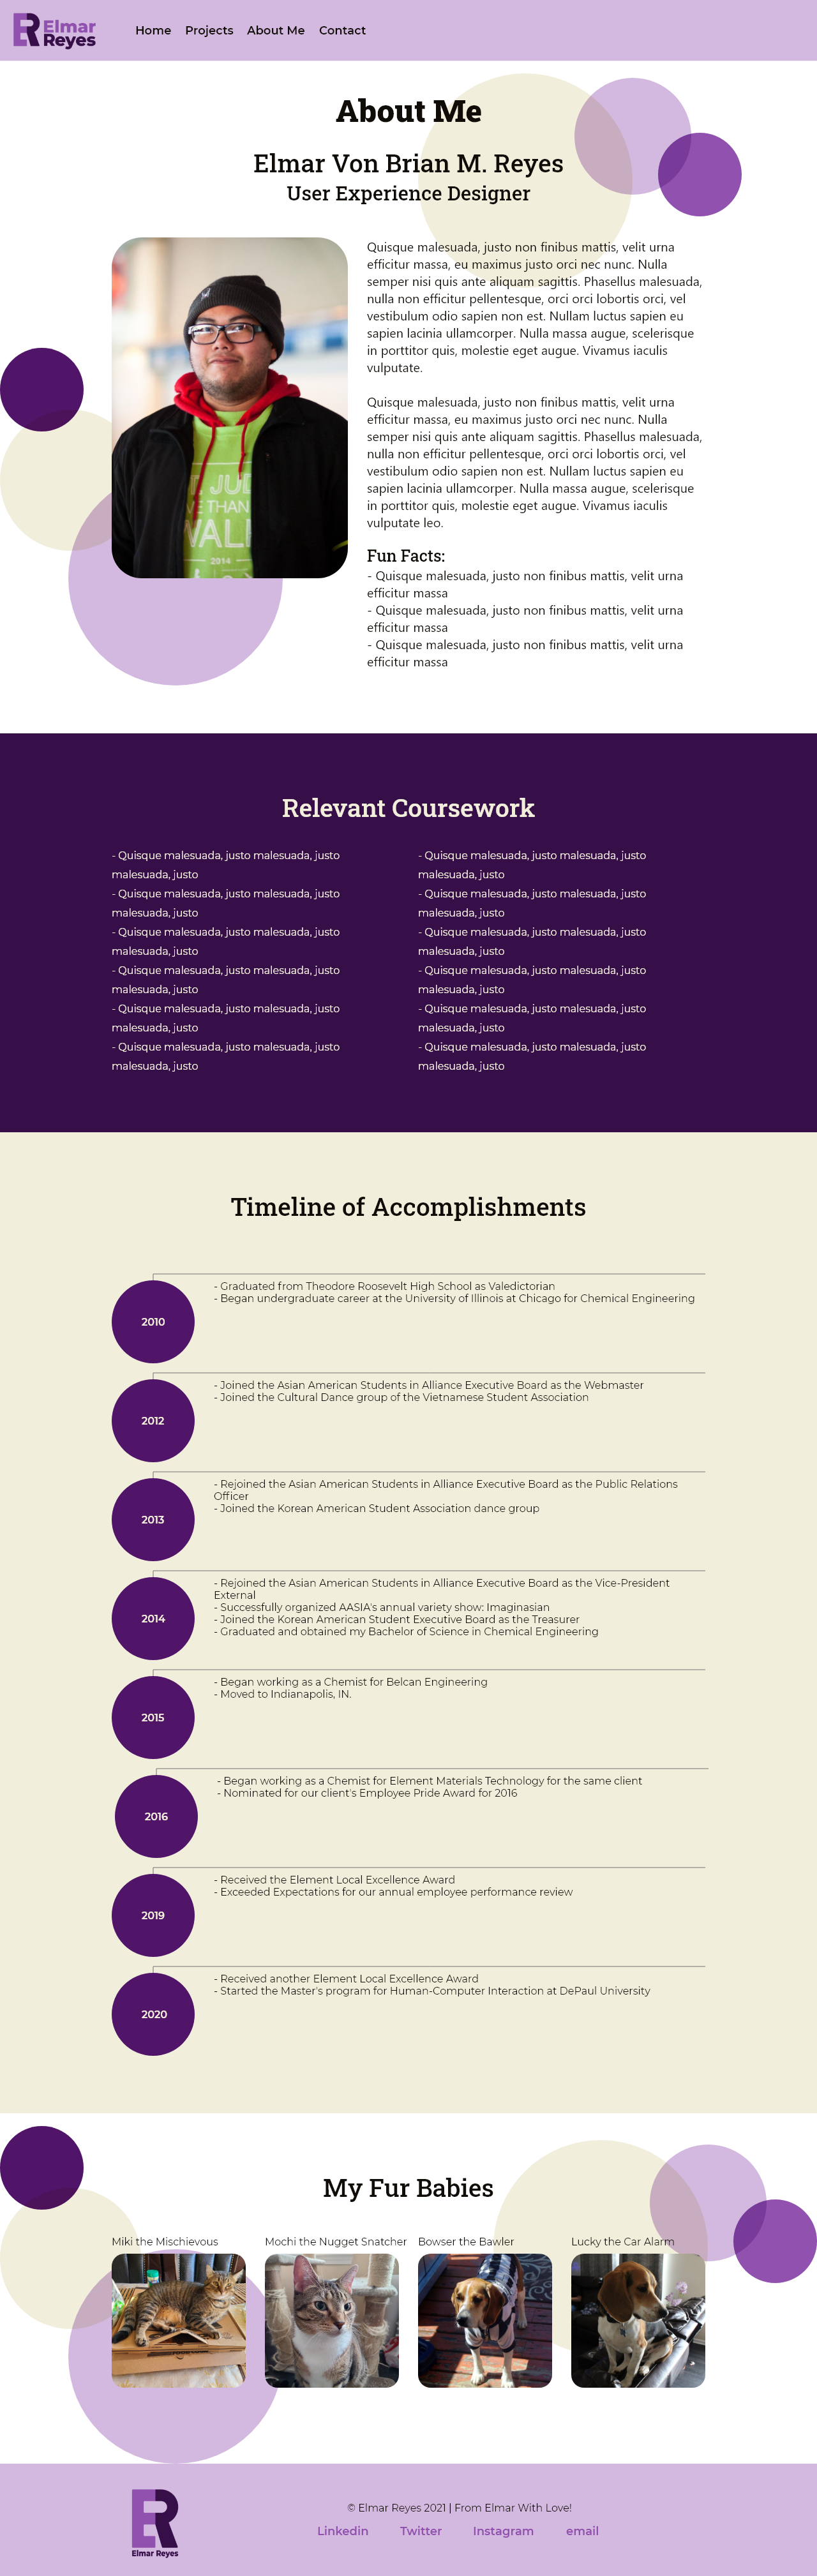 Elmar
Reyes
Home Projects About Me Contact
About Me
Elmar Von Brian M. Reyes
User Experience Designer
Quisque malesuada, justo non finibus mattis, velit urna
efficitur massa, eu maximus justo orci nec nunc. Nulla
semper nisi quis ante aliquam sagittis. Phasellus malesuada,
nulla non efficitur pellentesque, orci orci lobortis orci, vel
vestibulum odio sapien non est. Nullam luctus sapien eu
sapien lacinia ullamcorper. Nulla massa augue, scelerisque
in porttitor quis, molestie eget augue. Vivamus iaculis
vulputate.
Quisque malesuada, justo non finibus mattis, velit urna
efficitur massa, eu maximus justo orci nec nunc. Nulla
semper nisi quis ante aliquam sagittis. Phasellus malesuada,
nulla non efficitur pellentesque, orci orci lobortis orci, vel
vestibulum odio sapien non est. Nullam luctus sapien eu
sapien lacinia ullamcorper. Nulla massa augue, scelerisque
in porttitor quis, molestie eget augue. Vivamus iaculis
vulputate leo.
Fun Facts:
- Quisque malesuada, justo non finibus mattis, velit urna
efficitur massa
- Quisque malesuada, justo non finibus mattis, velit urna
efficitur massa
- Quisque malesuada, justo non finibus mattis, velit urna
efficitur massa
2014
Relevant Coursework
- Quisque malesuada, justo malesuada, justo
malesuada, justo
- Quisque malesuada, justo malesuada, justo
malesuada, justo
- Quisque malesuada, justo malesuada, justo
malesuada, justo
- Quisque malesuada, justo malesuada, justo
malesuada, justo
- Quisque malesuada, justo malesuada, justo
malesuada, justo
- Quisque malesuada, justo malesuada, justo
malesuada, justo
- Quisque malesuada, justo malesuada, justo
malesuada, justo
- Quisque malesuada, justo malesuada, justo
malesuada, justo
- Quisque malesuada, justo malesuada, justo
malesuada, justo
- Quisque malesuada, justo malesuada, justo
malesuada, justo
- Quisque malesuada, justo malesuada, justo
malesuada, justo
- Quisque malesuada, justo malesuada, justo
malesuada, justo
Timeline of Accomplishments
2010
- Graduated from Theodore Roosevelt High School as Valedictorian
- Began undergraduate career at the University of Illinois at Chicago for Chemical Engineering
2012
- Joined the Asian American Students in Alliance Executive Board as the Webmaster
- Joined the Cultural Dance group of the Vietnamese Student Association
2013
- Rejoined the Asian American Students in Alliance Executive Board as the Public Relations
Officer
- Joined the Korean American Student Association dance group
2014
- Rejoined the Asian American Students in Alliance Executive Board as the Vice-President
External
- Successfully organized AASIA's annual variety show: Imaginasian
- Joined the Korean American Student Executive Board as the Treasurer
- Graduated and obtained my Bachelor of Science in Chemical Engineering
2015
- Began working as a Chemist for Belcan Engineering
- Moved to Indianapolis, IN.
2016
- Began working as a Chemist for Element Materials Technology for the same client
- Nominated for our client's Employee Pride Award for 2016
2019
- Received the Element Local Excellence Award
- Exceeded Expectations for our annual employee performance review
2020
- Received another Element Local Excellence Award
- Started the Master's program for Human-Computer Interaction at DePaul University
My Fur Babies
Miki the Mischievous
Mochi the Nugget Snatcher
Bowser the Bawler
Lucky the Car Alarm
ER
Elmar Reyes
© Elmar Reyes 2021 | From Elmar With Love!
Linkedin Twitter Instagram email